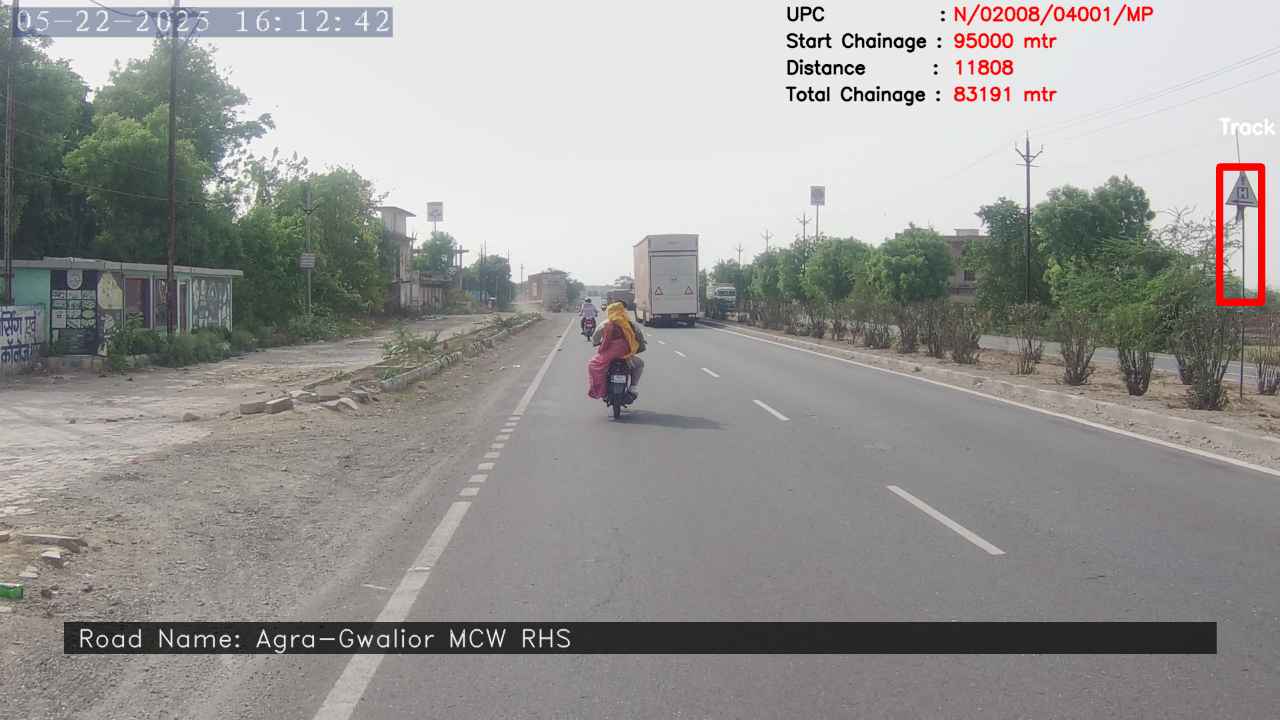 05-22-2025 16:12:42
UPC : N/02008/04001/MP
Start Chainage : 95000 mtr
Distance : 11808
Total Chainage : 83191 mtr
Track
H
Road Name: Agra-Gwalior MCW RHS